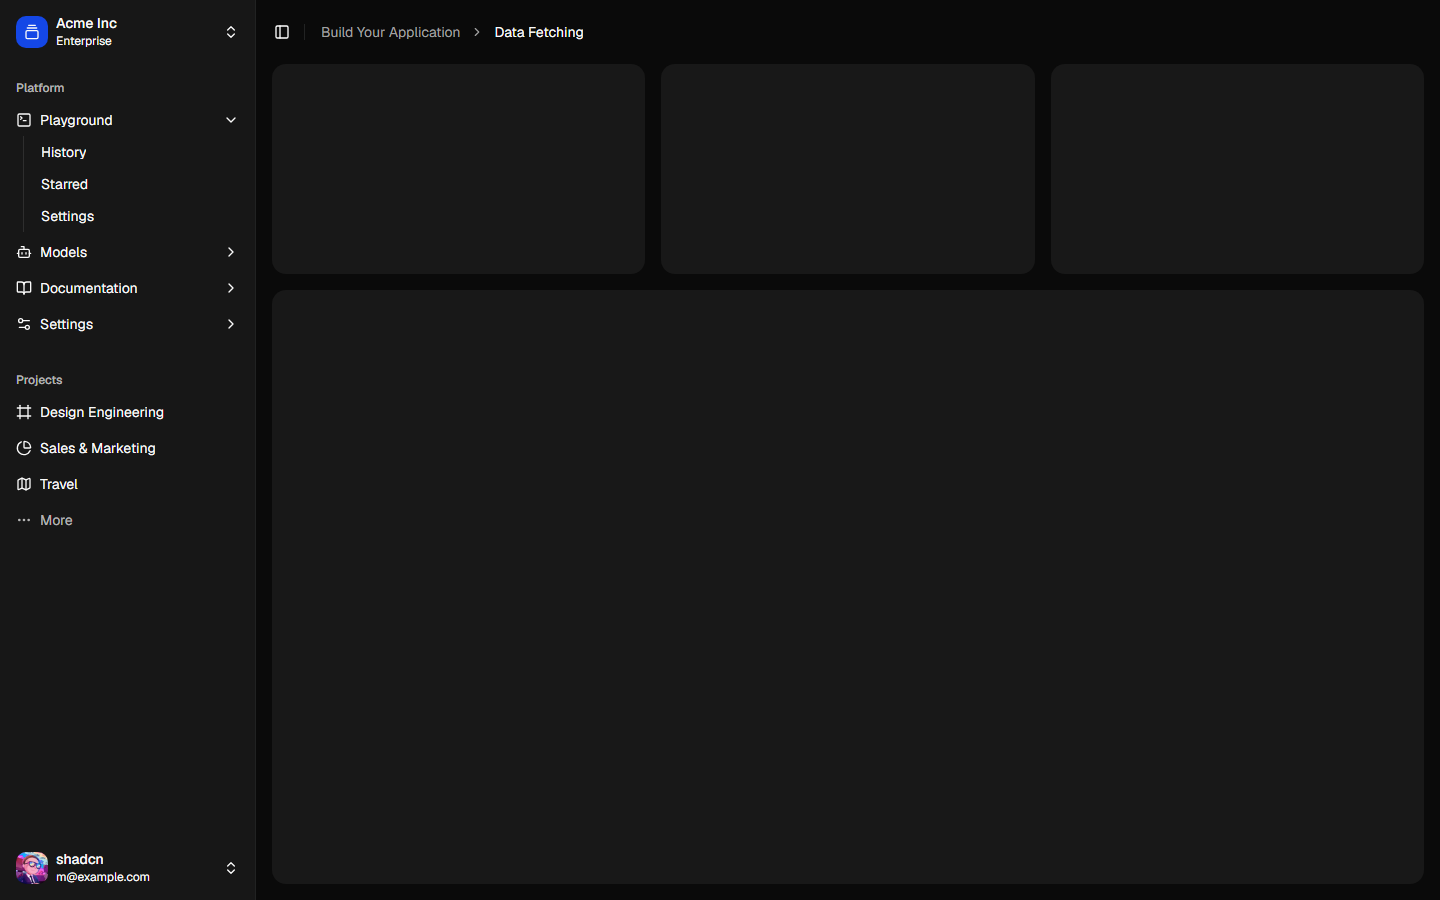 Acme Inc
Enterprise
Platform
Playground
History
Starred
Settings
Models
Documentation
Settings
Projects
Design Engineering
Sales & Marketing
Travel
More
shadcn
m@example.com
Build Your Application
Data Fetching